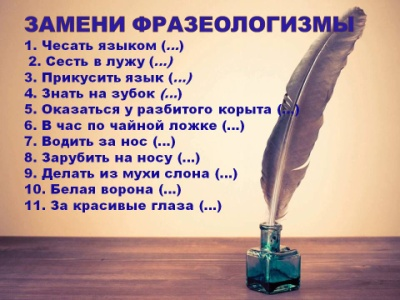 ЗАМЕНИ ФРАЗЕОЛОГИЗМЫ
1. Чесать языком (...)
2. Сесть в лужу (...)
3. Прикусить язык (...)
4. Знать на зубок (...)
5. Оказаться у разбитого корыта (...)
6. В час по чайной ложке (...)
7. Водить за нос (...)
8. Зарубить на носу (...)
9. Делать из мухи слона (...)
10. Белая ворона (...)
11. За красивые глаза (...)